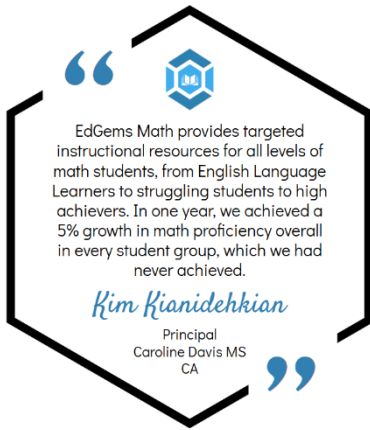 EdGems Math provides targeted
instructional resources for all levels of
math students, from English Language
Learners to struggling students to high
achievers. In one year, we achieved a
5% growth in math proficiency overall
in every student group, which we had
never achieved.
Kim Kianidehkian
Principal
Caroline Davis MS
CA